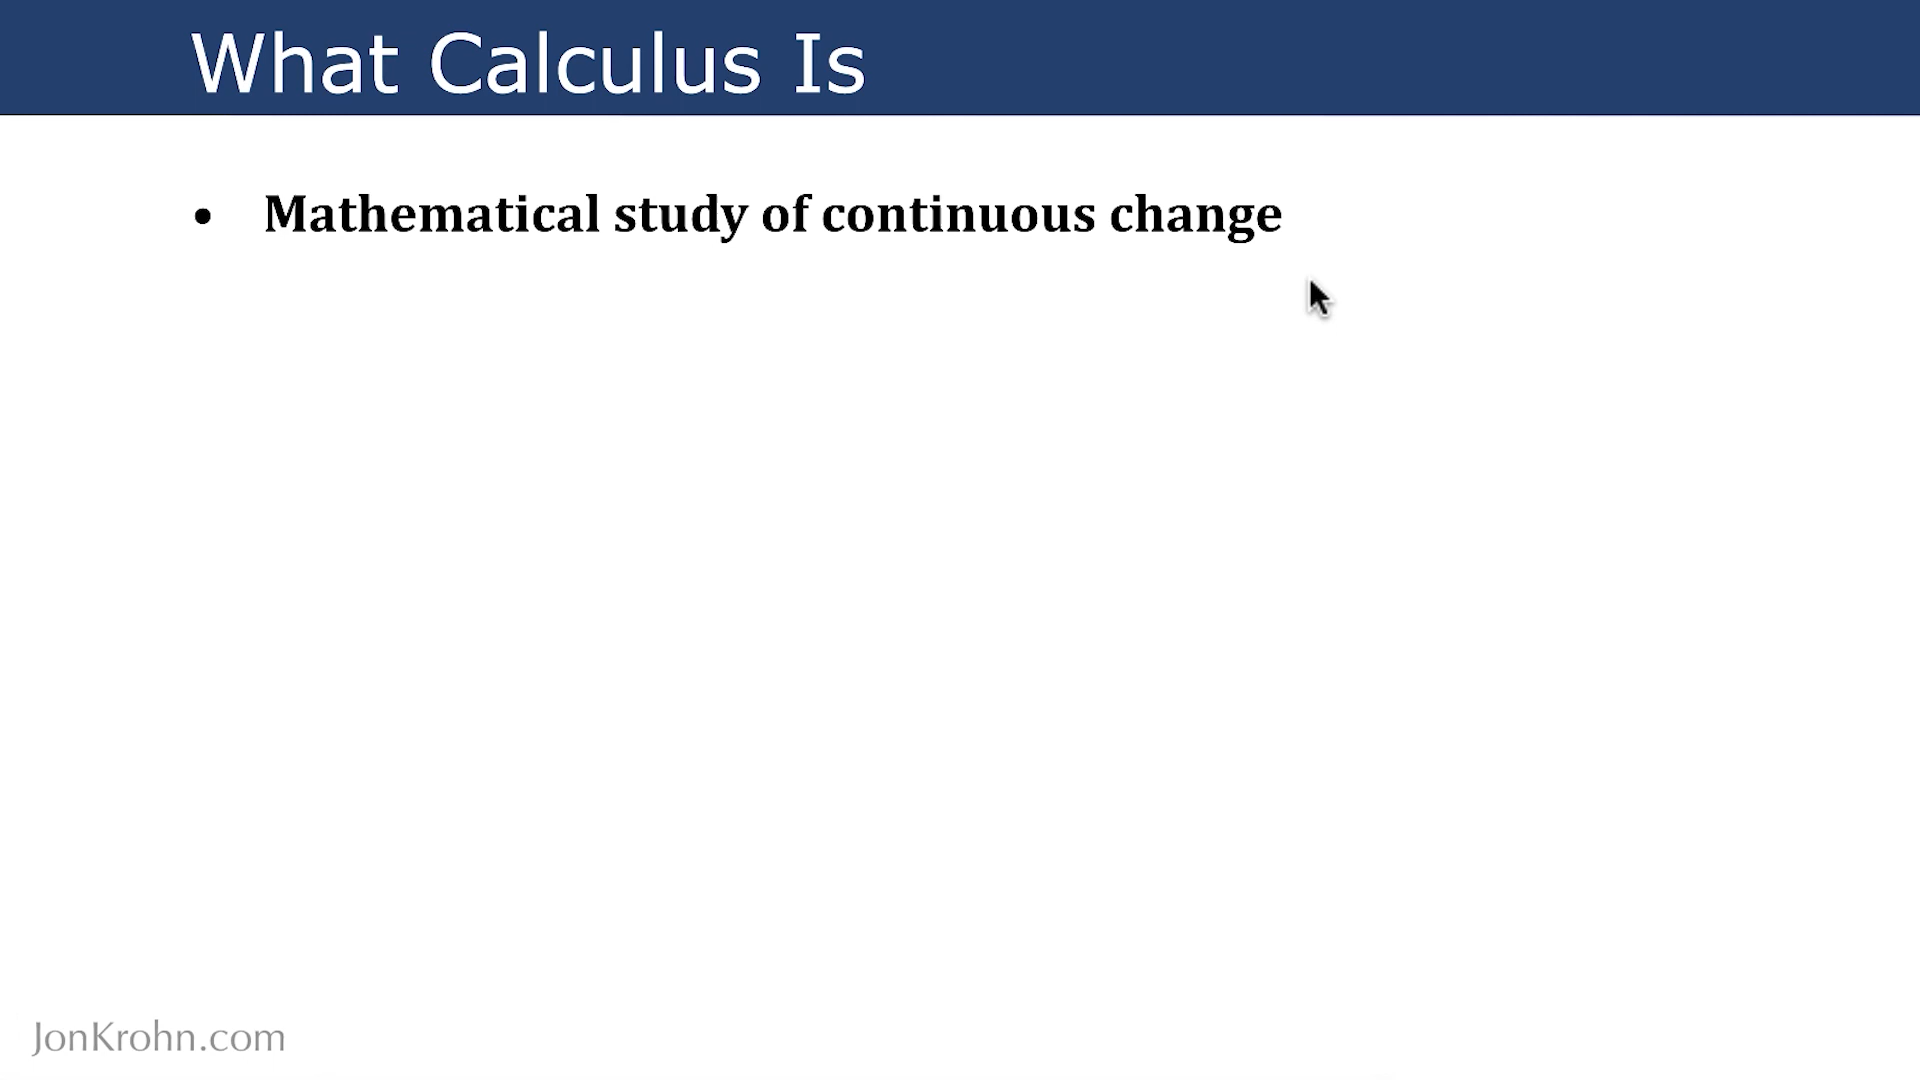 What Calculus Is
• Mathematical study of continuous change
JonKrohn.com